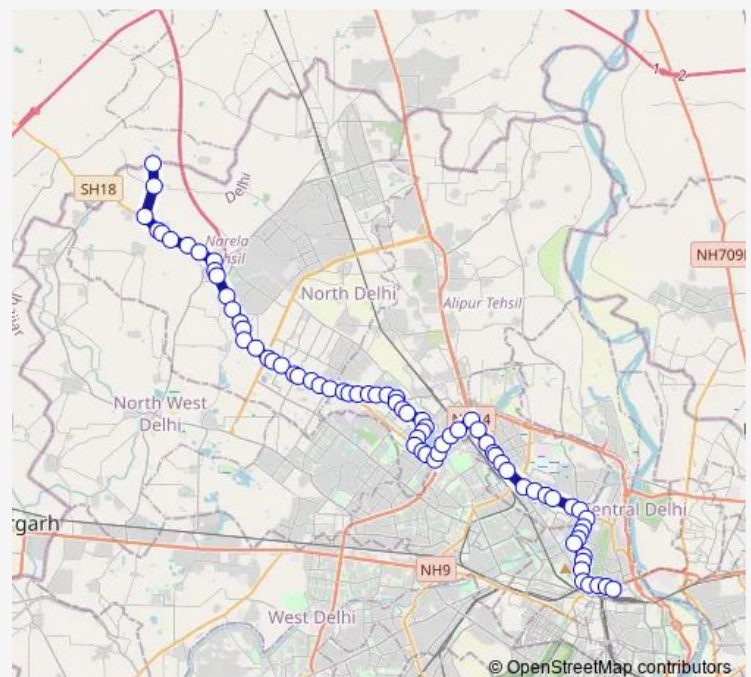 1
2
SH18
Delhi
Narela
Tehsil
NH709
North Delhi
Alipur Tehsil
North West
Delhi
Central Delhi
NH9
West Delhi
© OpenStreetMap contributors